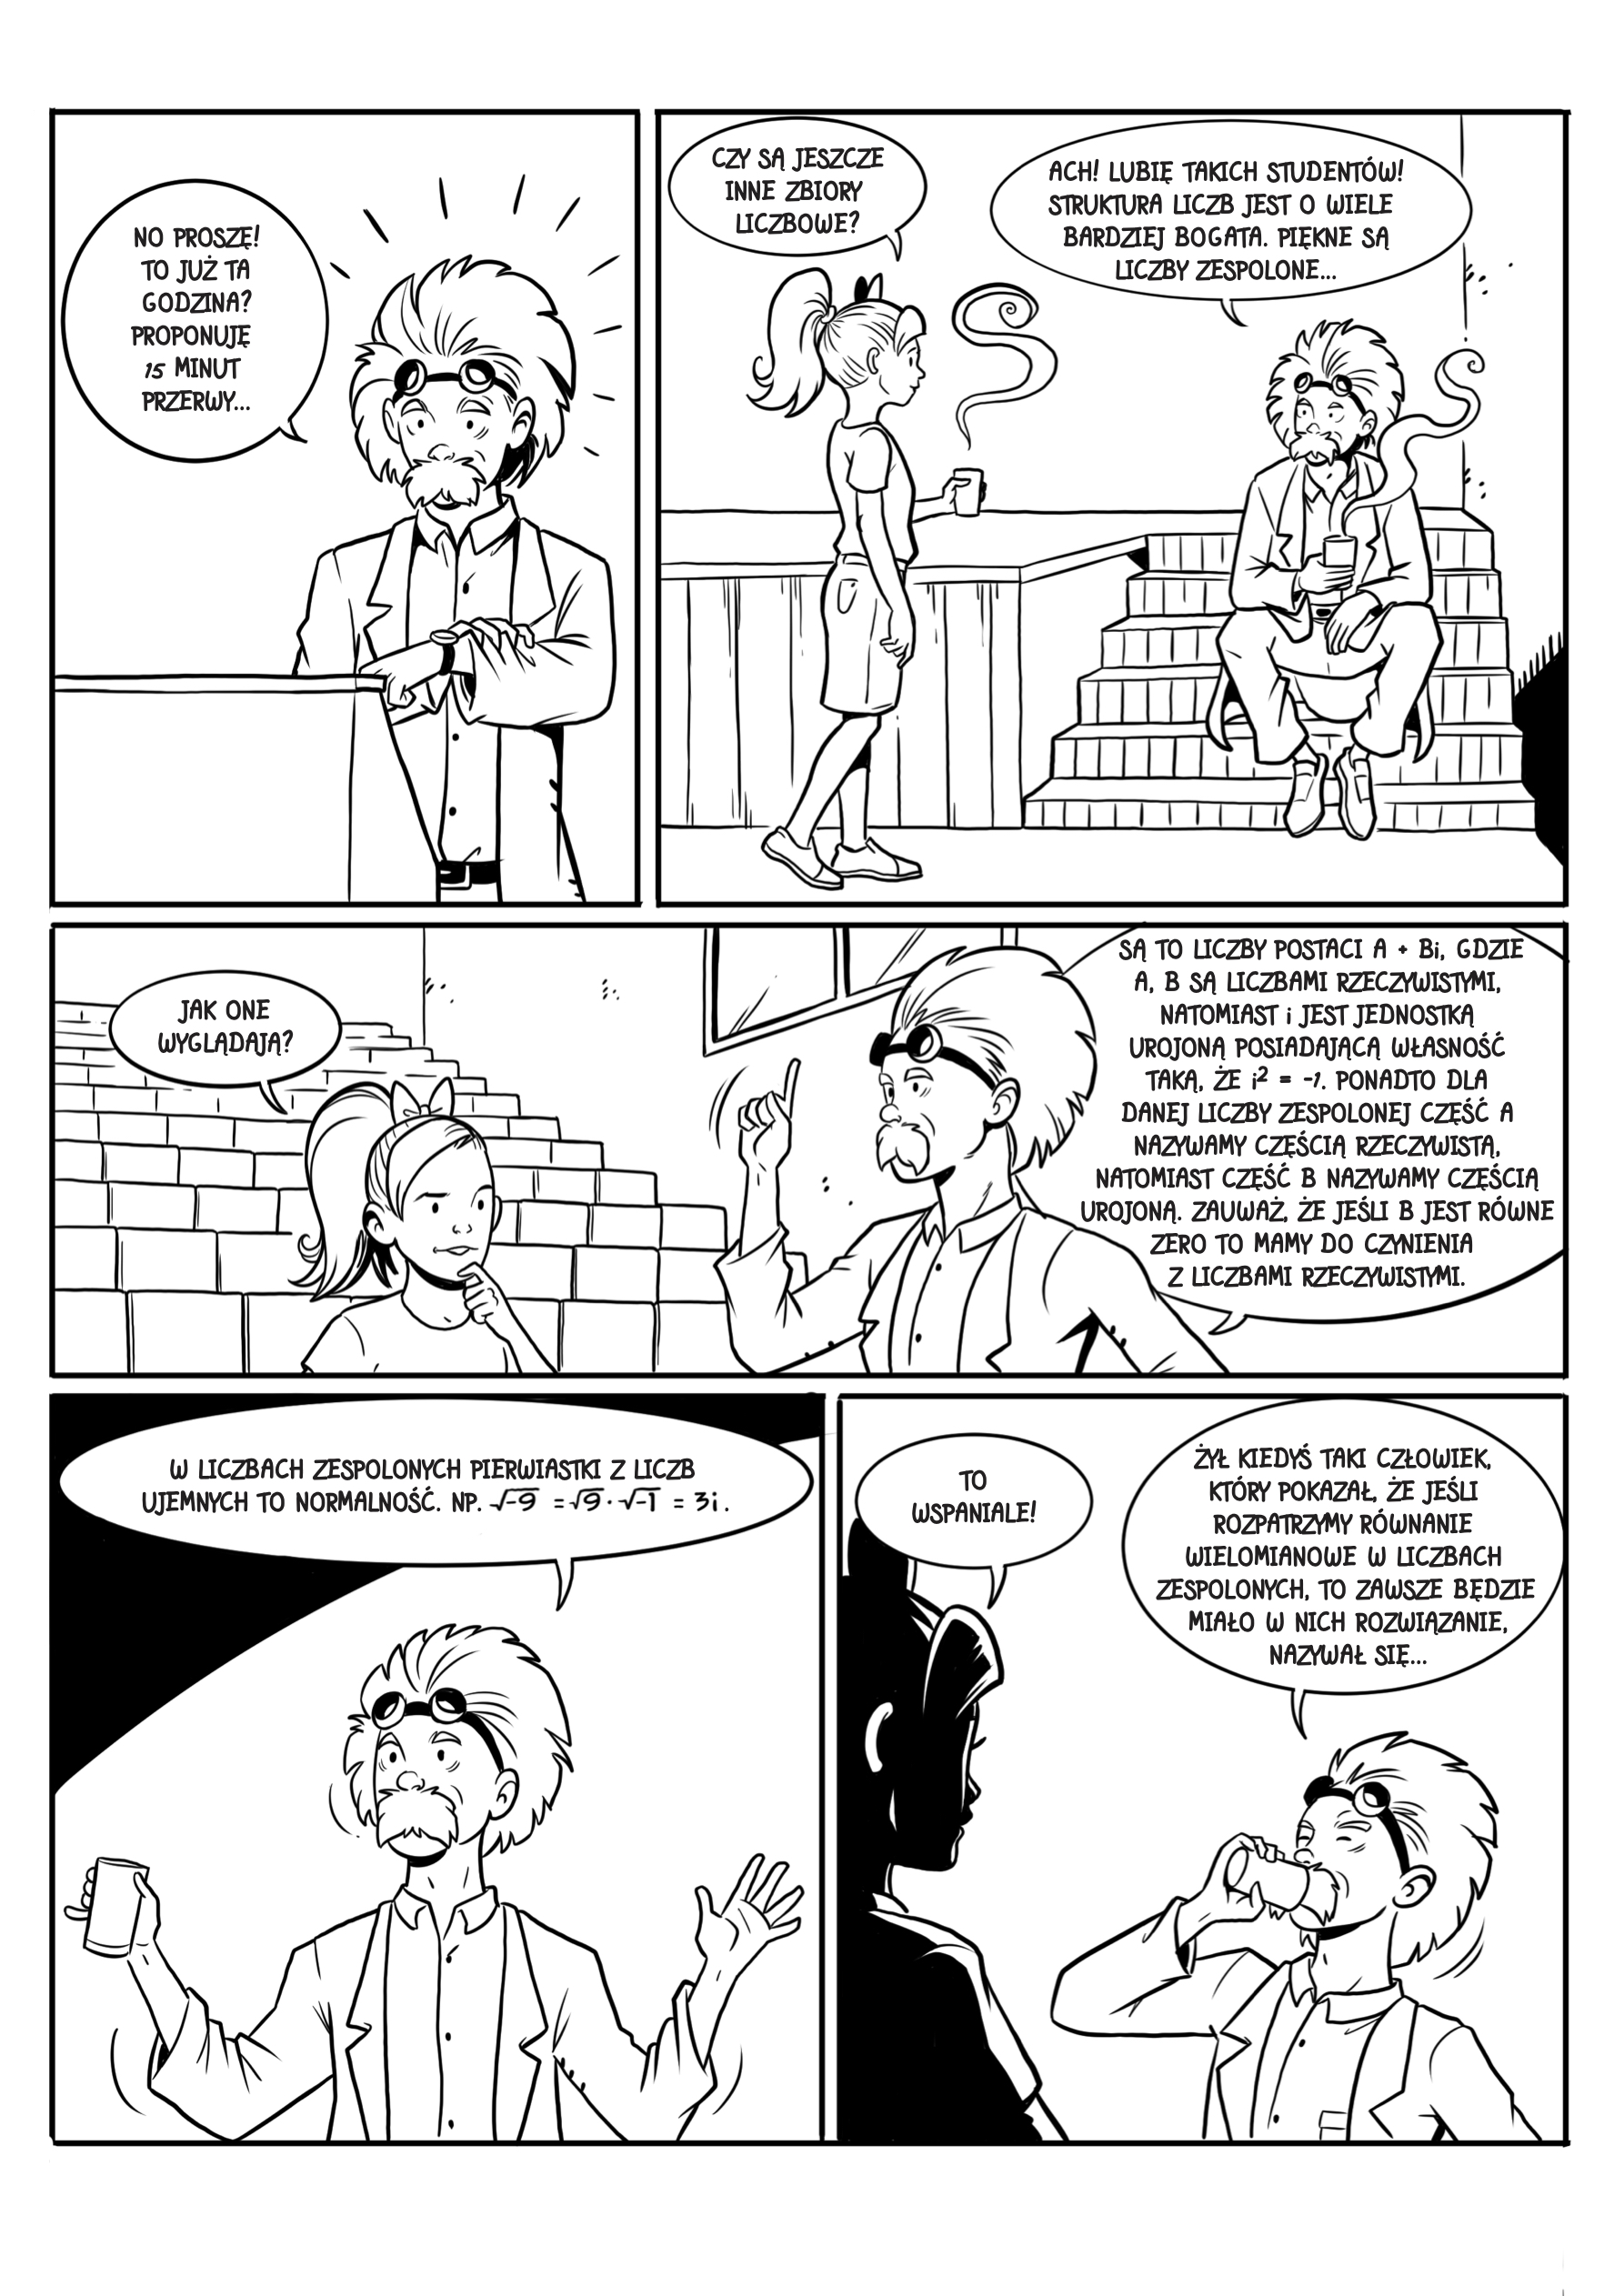 NO PROSZĘ!
TO JUŻ TA
GODZINA?
PROPONUJĘ
15 MINUT
PRZERWY...
CZY SĄ JESZCZE
INNE ZBIORY
LICZBOWE?
ACH! LUBIĘ TAKICH STUDENTÓW!
STRUKTURA LICZB JEST O WIELE
BARDZIEJ BOGATA. PIĘKNE SĄ
LICZBY ZESPOLONE...
JAK ONE
WYGLĄDAJĄ?
SĄ TO LICZBY POSTACI A + Bi, GDZIE
A, B SĄ LICZBAMI RZECZYWISTYMI,
NATOMIAST i JEST JEDNOSTKĄ
UROJONĄ POSIADAJĄCĄ WŁASNOŚĆ
TAKĄ, ŻE i² = -1. PONADTO DLA
DANEJ LICZBY ZESPOLONEJ CZĘŚĆ A
NAZYWAMY CZĘŚCIĄ RZECZYWISTĄ,
NATOMIAST CZĘŚĆ B NAZYWAMY CZĘŚCIĄ
UROJONĄ. ZAUWAŻ, ŻE JEŚLI B JEST RÓWNE
ZERO TO MAMY DO CZYNIENIA
Z LICZBAMI RZECZYWISTYMI.
W LICZBACH ZESPOLONYCH PIERWIASTKI Z LICZB
UJEMNYCH TO NORMALNOŚĆ. NP. √-9 = √9 · √-1 = 3i.
TO
WSPANIALE!
ŻYŁ KIEDYŚ TAKI CZŁOWIEK,
KTÓRY POKAZAŁ, ŻE JEŚLI
ROZPATRZYMY RÓWNANIE
WIELOMIANOWE W LICZBACH
ZESPOLONYCH, TO ZAWSZE BĘDZIE
MIAŁO W NICH ROZWIĄZANIE,
NAZYWAŁ SIĘ...